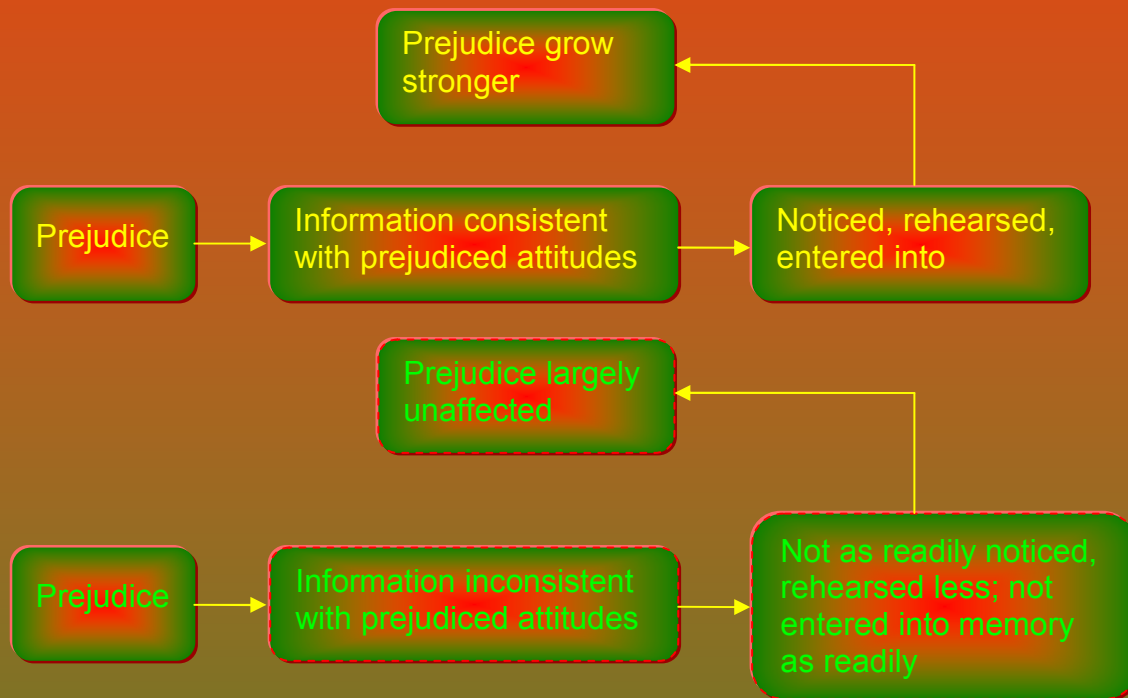 Prejudice grow
stronger
Prejudice
Information consistent
with prejudiced attitudes
Noticed, rehearsed,
entered into
Prejudice largely
unaffected
Prejudice
Information inconsistent
with prejudiced attitudes
Not as readily noticed,
rehearsed less; not
entered into memory
as readily